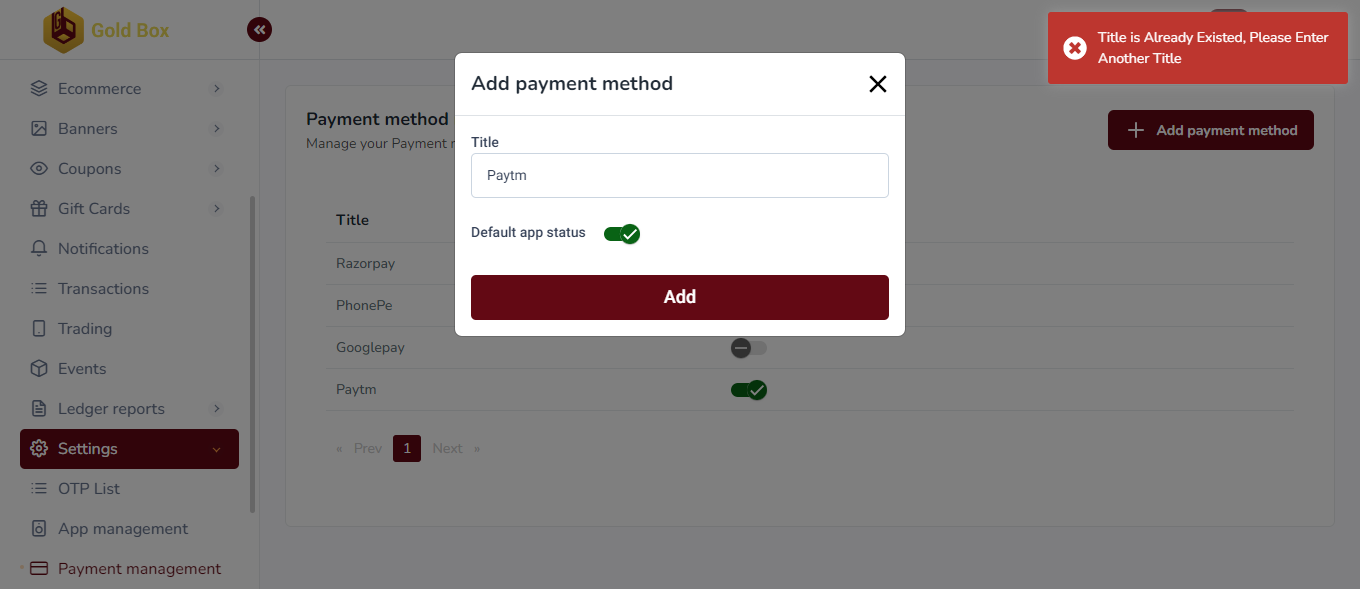 Gold Box
Title is Already Existed, Please Enter
Another Title
Add payment method
Ecommerce
Banners
Coupons
Gift Cards
Notifications
Transactions
Trading
Events
Ledger reports
Settings
OTP List
App management
Payment management
Payment method
Manage your Payment
Add payment method
Title
Paytm
Default app status
Add
Title
Razorpay
PhonePe
Googlepay
Paytm
« Prev 1 Next »